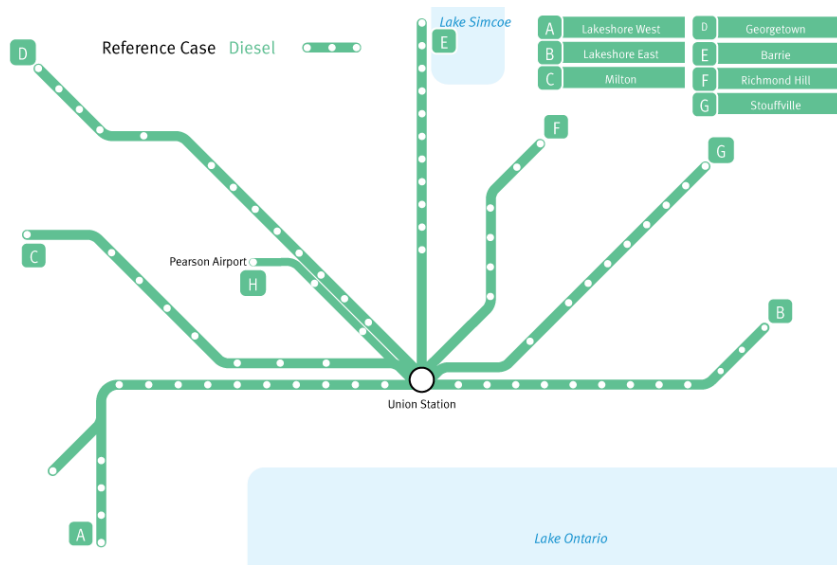 Lake Simcoe
Reference Case Diesel
A Lakeshore West
B Lakeshore East
C Milton
D Georgetown
E Barrie
F Richmond Hill
G Stouffville
D
E
F
G
C
Pearson Airport
H
B
Union Station
A
Lake Ontario